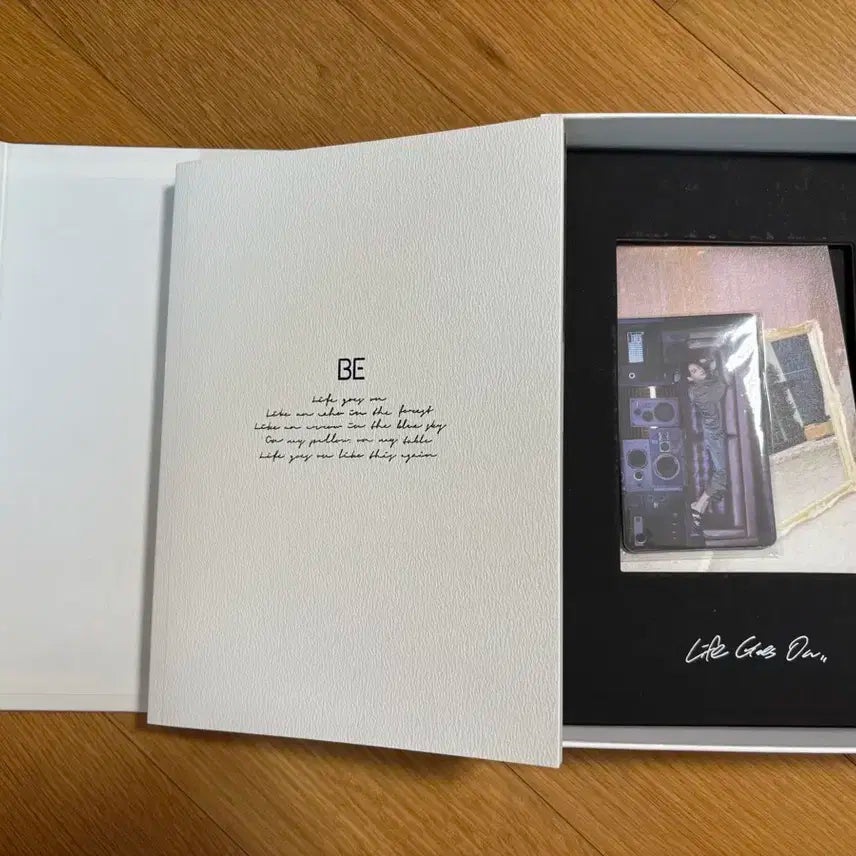 BE
Life goes on
Like an echo in the forest
Like an arrow in the blue sky
On my pillow, on my table
Life goes on like this again
Life Goes On,,